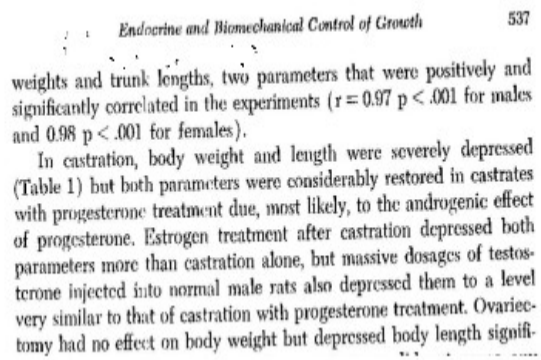 Endocrine and Biomechanical Control of Growth 537
weights and trunk lengths, two parameters that were positively and
significantly correlated in the experiments (r = 0.97 p < .001 for males
and 0.98 p < .001 for females).
In castration, body weight and length were severely depressed
(Table 1) but both parameters were considerably restored in castrates
with progesterone treatment due, most likely, to the androgenic effect
of progesterone. Estrogen treatment after castration depressed both
parameters more than castration alone, but massive dosages of testos-
terone injected into normal male rats also depressed them to a level
very similar to that of castration with progesterone treatment. Ovariec-
tomy had no effect on body weight but depressed body length signifi-